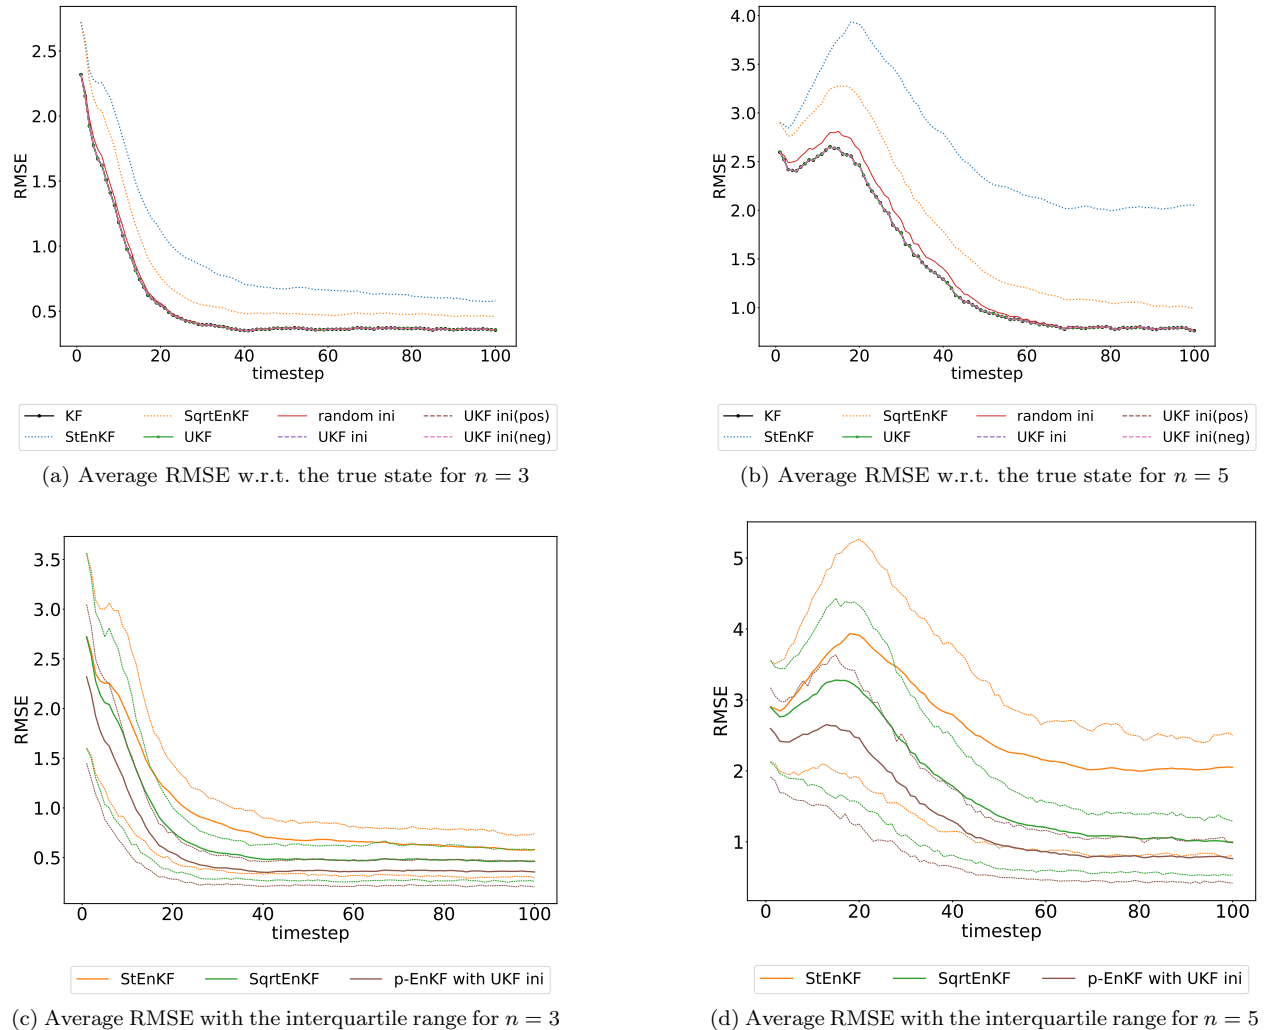 2.5
2.0
1.5
1.0
0.5
RMSE
0 20 40 60 80 100
timestep
KF SqrtEnKF random ini UKF ini(pos)
StEnKF UKF UKF ini UKF ini(neg)
(a) Average RMSE w.r.t. the true state for n = 3
4.0
3.5
3.0
2.5
2.0
1.5
1.0
RMSE
0 20 40 60 80 100
timestep
KF SqrtEnKF random ini UKF ini(pos)
StEnKF UKF UKF ini UKF ini(neg)
(b) Average RMSE w.r.t. the true state for n = 5
3.5
3.0
2.5
2.0
1.5
1.0
0.5
RMSE
0 20 40 60 80 100
timestep
StEnKF SqrtEnKF p-EnKF with UKF ini
(c) Average RMSE with the interquartile range for n = 3
5
4
3
2
1
RMSE
0 20 40 60 80 100
timestep
StEnKF SqrtEnKF p-EnKF with UKF ini
(d) Average RMSE with the interquartile range for n = 5